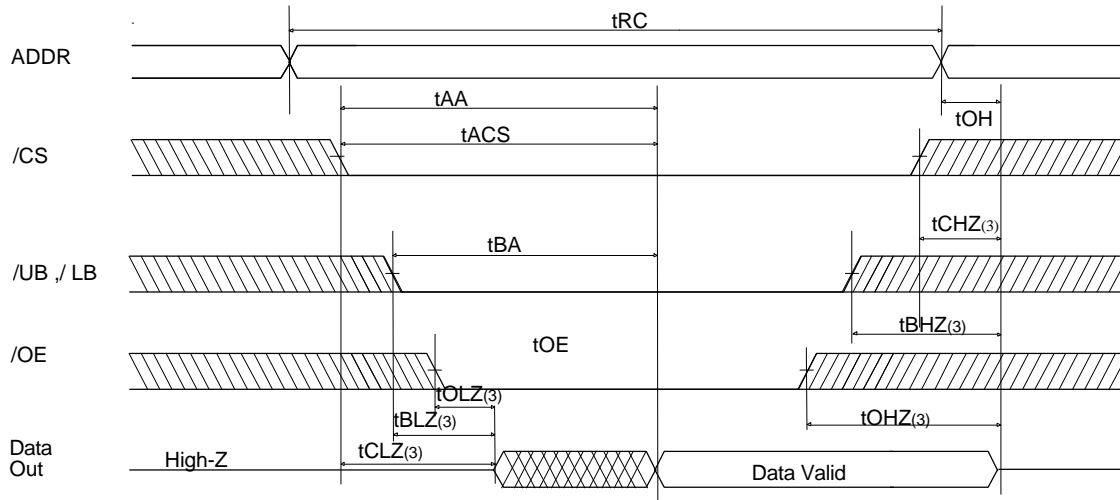 tRC
ADDR
tAA
tOH
tACS
/CS
tCHZ(3)
tBA
/UB ,/ LB
tBHZ(3)
/OE
tOE
tOLZ(3)
tBLZ(3)
tOHZ(3)
tCLZ(3)
Data
Out
High-Z
Data Valid